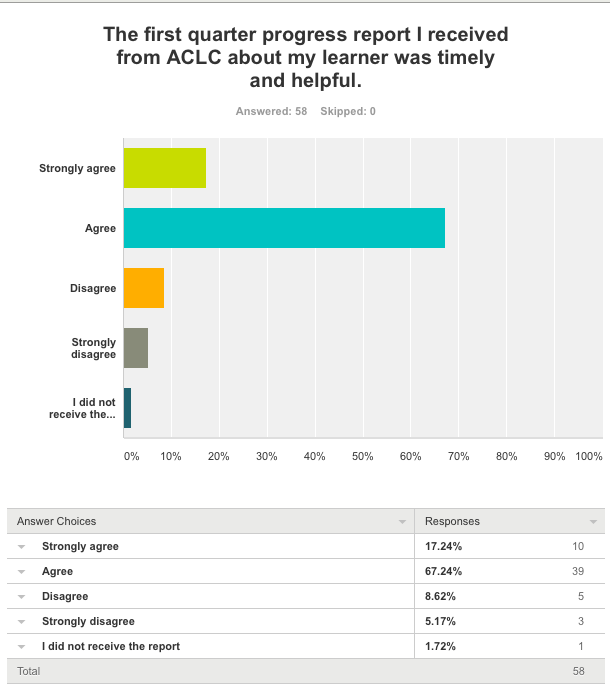 The first quarter progress report I received
from ACLC about my learner was timely
and helpful.
Answered: 58 Skipped: 0
Strongly agree
Agree
Disagree
Strongly
disagree
I did not
receive the...
0% 10% 20% 30% 40% 50% 60% 70% 80% 90% 100%
Answer Choices Responses
Strongly agree 17.24% 10
Agree 67.24% 39
Disagree 8.62% 5
Strongly disagree 5.17% 3
I did not receive the report 1.72% 1
Total 58